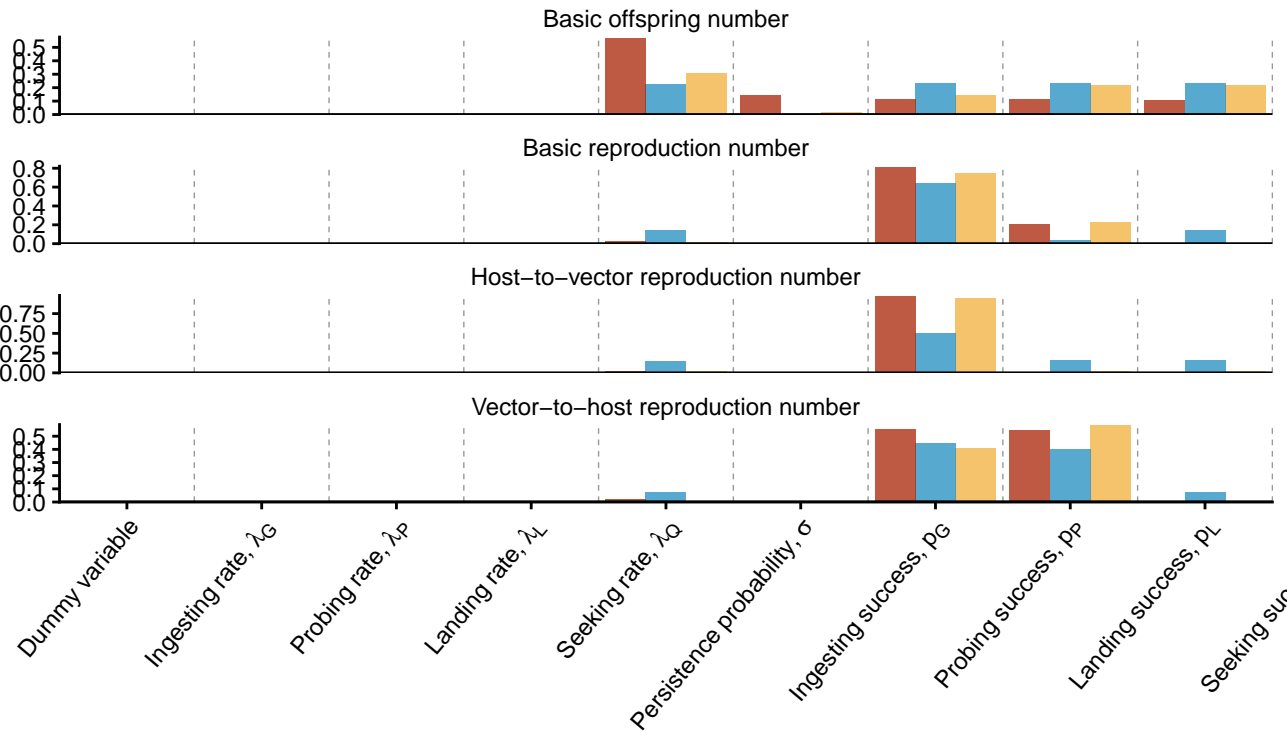 Basic offspring number
0.5
0.4
0.3
0.2
0.1
0.0
Basic reproduction number
0.8
0.6
0.4
0.2
0.0
Host−to−vector reproduction number
0.75
0.50
0.25
0.00
Vector−to−host reproduction number
0.5
0.4
0.3
0.2
0.1
0.0
Dummy variable
Ingesting rate, λG
Probing rate, λP
Landing rate, λL
Seeking rate, λQ
Persistence probability, σ
Ingesting success, pG
Probing success, pP
Landing success, pL
Seeking suc